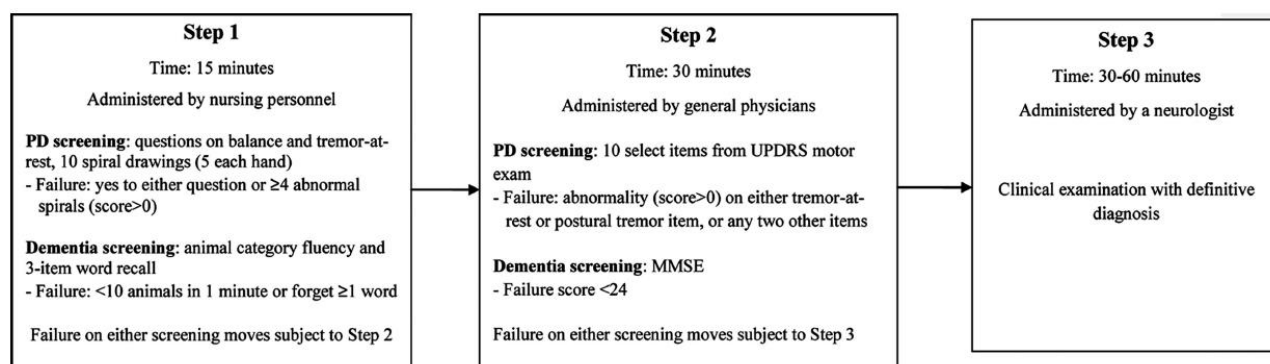 Step 1
Time: 15 minutes
Administered by nursing personnel
PD screening: questions on balance and tremor-at-
rest, 10 spiral drawings (5 each hand)
- Failure: yes to either question or ≥4 abnormal
spirals (score>0)
Dementia screening: animal category fluency and
3-item word recall
- Failure: <10 animals in 1 minute or forget ≥1 word
Failure on either screening moves subject to Step 2
Step 2
Time: 30 minutes
Administered by general physicians
PD screening: 10 select items from UPDRS motor
exam
- Failure: abnormality (score>0) on either tremor-at-
rest or postural tremor item, or any two other items
Dementia screening: MMSE
- Failure score <24
Failure on either screening moves subject to Step 3
Step 3
Time: 30-60 minutes
Administered by a neurologist
Clinical examination with definitive
diagnosis